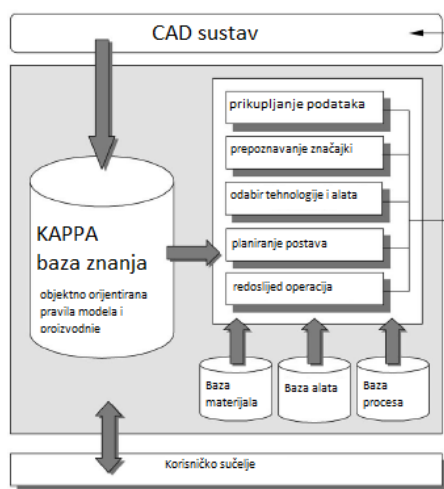 CAD sustav
prikupljanje podataka
prepoznavanje značajki
odabir tehnologije i alata
planiranje postava
redoslijed operacija
KAPPA
baza znanja
objektno orijentirana
pravila modela i
proizvodnie
Baza
materijala
Baza alata
Baza
procesa
Korisničko sučelje